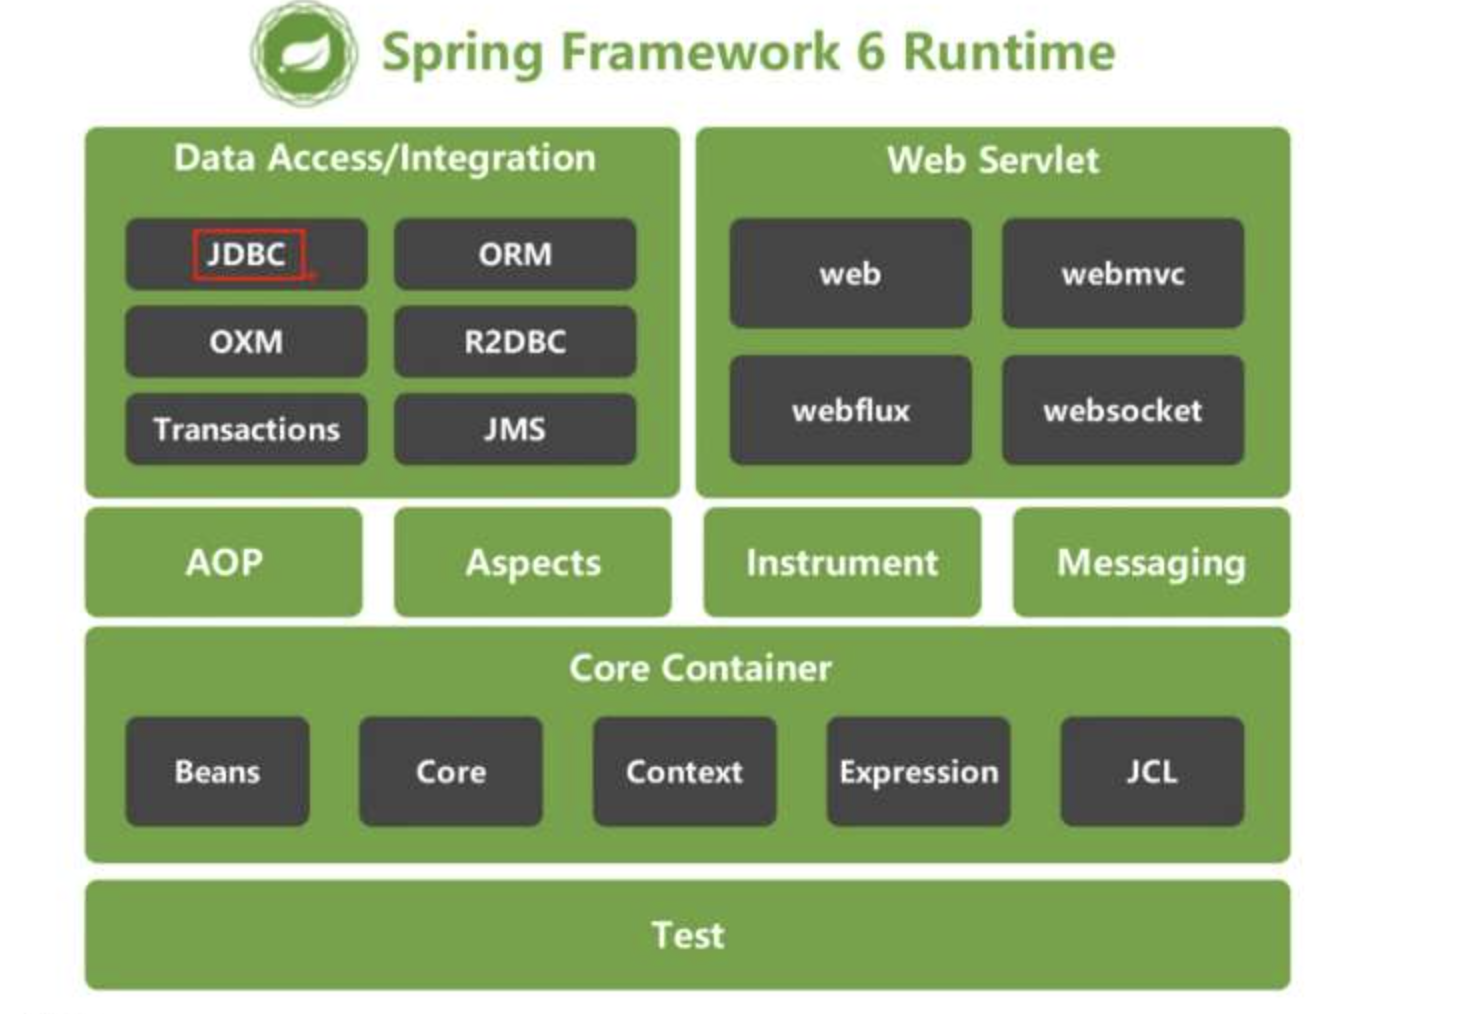 Spring Framework 6 Runtime
Data Access/Integration
JDBC
ORM
OXM
R2DBC
Transactions
JMS
Web Servlet
web
webmvc
webflux
websocket
AOP
Aspects
Instrument
Messaging
Core Container
Beans
Core
Context
Expression
JCL
Test